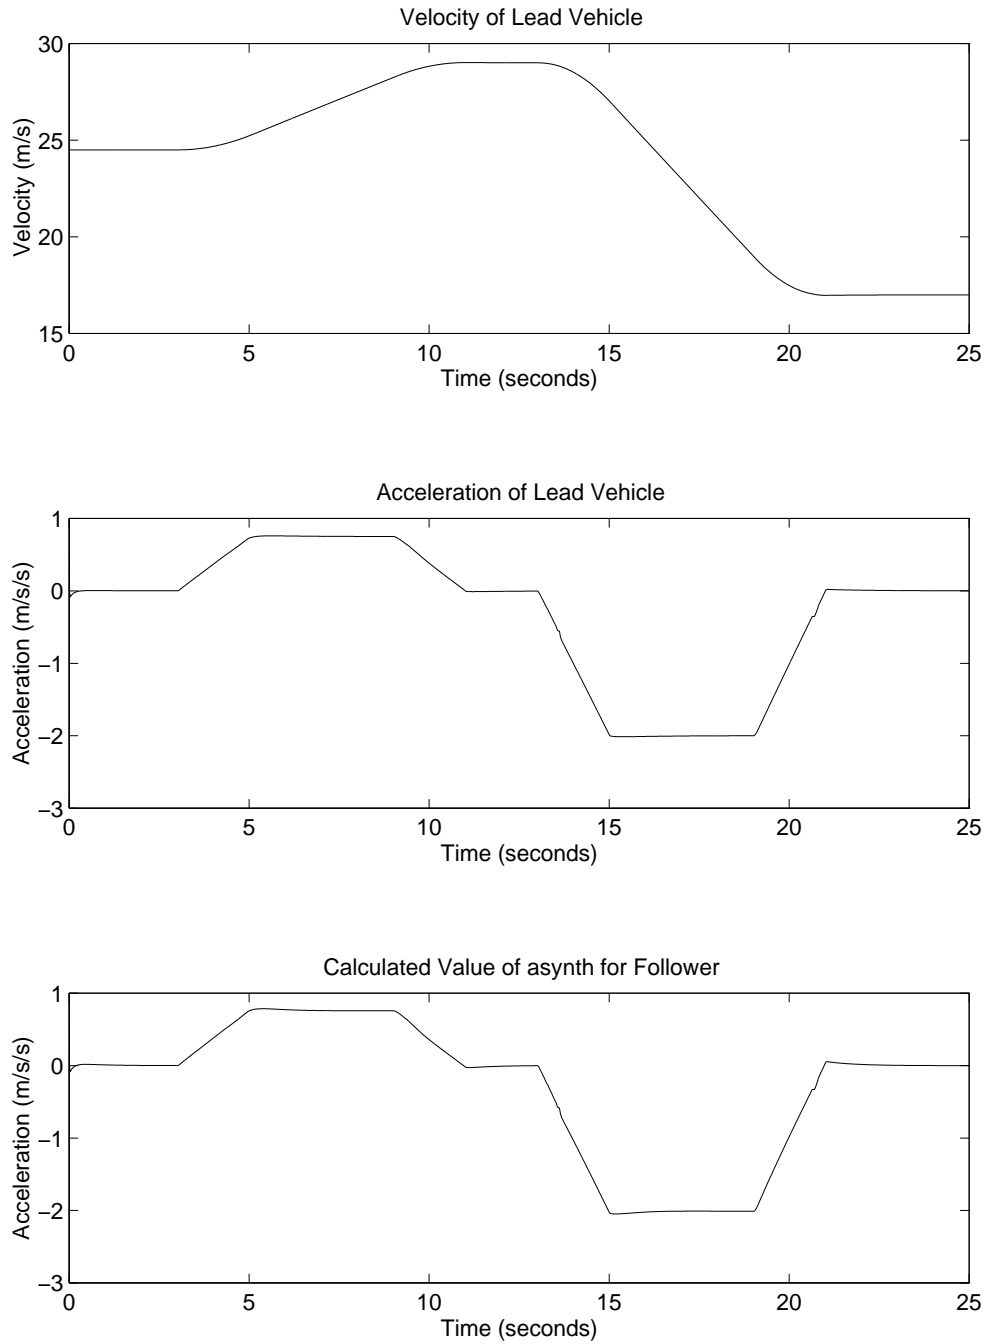 Velocity of Lead Vehicle
30
25
20
15
Velocity (m/s)
0 5 10 15 20 25
Time (seconds)
Acceleration of Lead Vehicle
1
0
−1
−2
−3
Acceleration (m/s/s)
0 5 10 15 20 25
Time (seconds)
Calculated Value of asynth for Follower
1
0
−1
−2
−3
Acceleration (m/s/s)
0 5 10 15 20 25
Time (seconds)